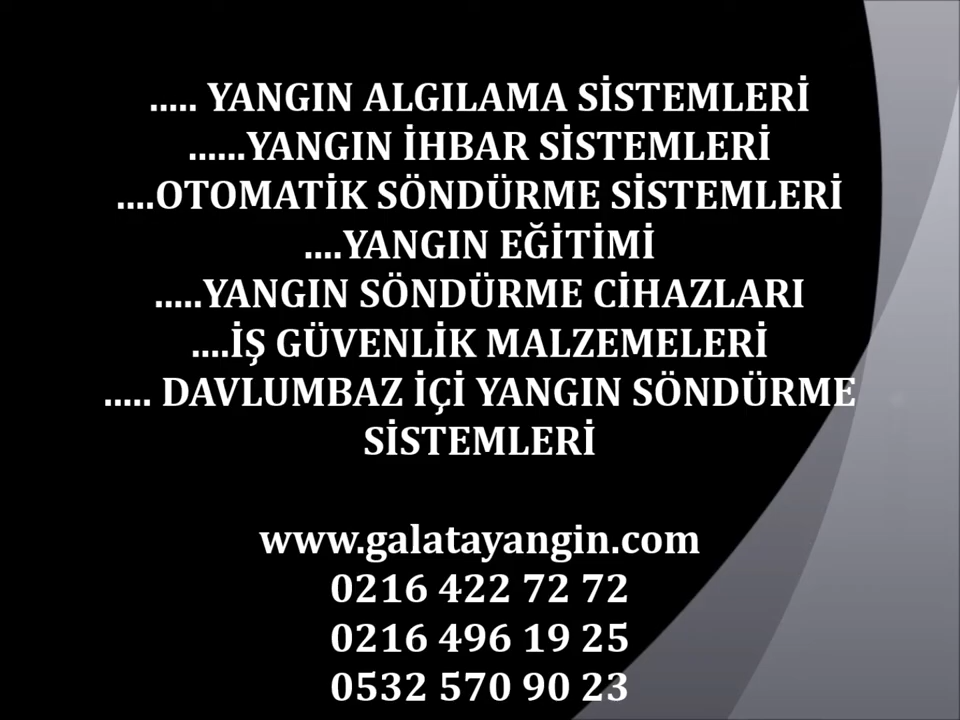 ..... YANGIN ALGILAMA SİSTEMLERİ
......YANGIN İHBAR SİSTEMLERİ
....OTOMATİK SÖNDÜRME SİSTEMLERİ
....YANGIN EĞİTİMİ
.....YANGIN SÖNDÜRME CİHAZLARI
....İŞ GÜVENLİK MALZEMELERİ
..... DAVLUMBAZ İÇİ YANGIN SÖNDÜRME
SİSTEMLERİ
www.galatayangin.com
0216 422 72 72
0216 496 19 25
0532 570 90 23